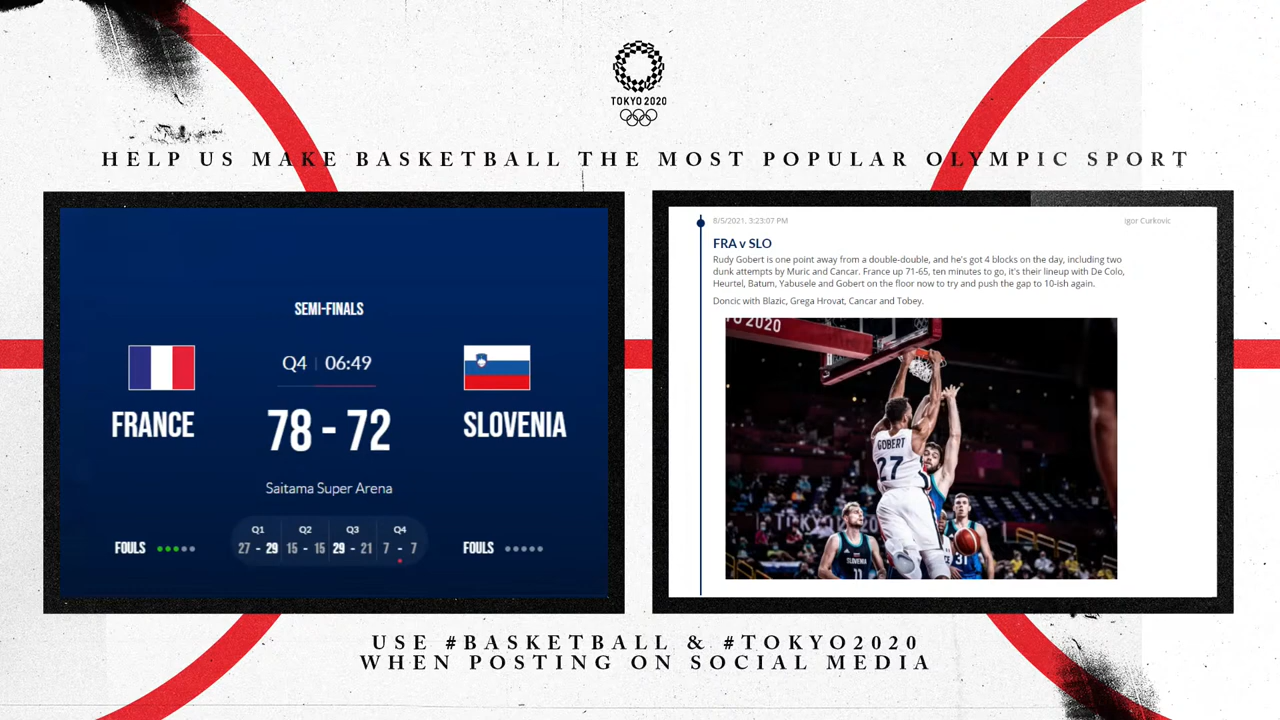 TOKYO 2020
HELP US MAKE BASKETBALL THE MOST POPULAR OLYMPIC SPORT
SEMI-FINALS
Q4 | 06:49
FRANCE
78 - 72
SLOVENIA
Saitama Super Arena
FOULS
Q1 Q2 Q3 Q4
27 - 29 15 - 15 29 - 21 7 - 7
FOULS
8/5/2021, 3:23:07 PM
Igor Curkovic
FRA v SLO
Rudy Gobert is one point away from a double-double, and he's got 4 blocks on the day, including two
dunk attempts by Muric and Cancar. France up 71-65, ten minutes to go, it's their lineup with De Colo,
Heurtel, Batum, Yabusele and Gobert on the floor now to try and push the gap to 10-ish again.
Doncic with Blazic, Grega Hrovat, Cancar and Tobey.
2020
GOBERT
27
SLOVENIA
11
31
TOKYO 20
USE #BASKETBALL & #TOKYO2020
WHEN POSTING ON SOCIAL MEDIA